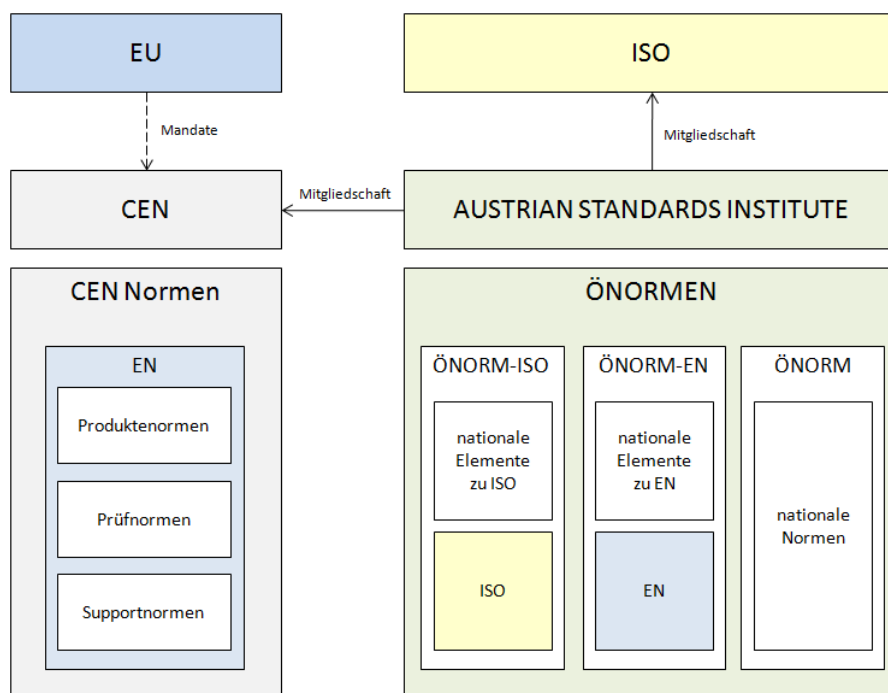 EU
ISO
Mandate
Mitgliedschaft
CEN
Mitgliedschaft
AUSTRIAN STANDARDS INSTITUTE
CEN Normen
EN
Produktenormen
Prüfnormen
Supportnormen
ÖNORMEN
ÖNORM-ISO
nationale
Elemente
zu ISO
ISO
ÖNORM-EN
nationale
Elemente
zu EN
EN
ÖNORM
nationale
Normen